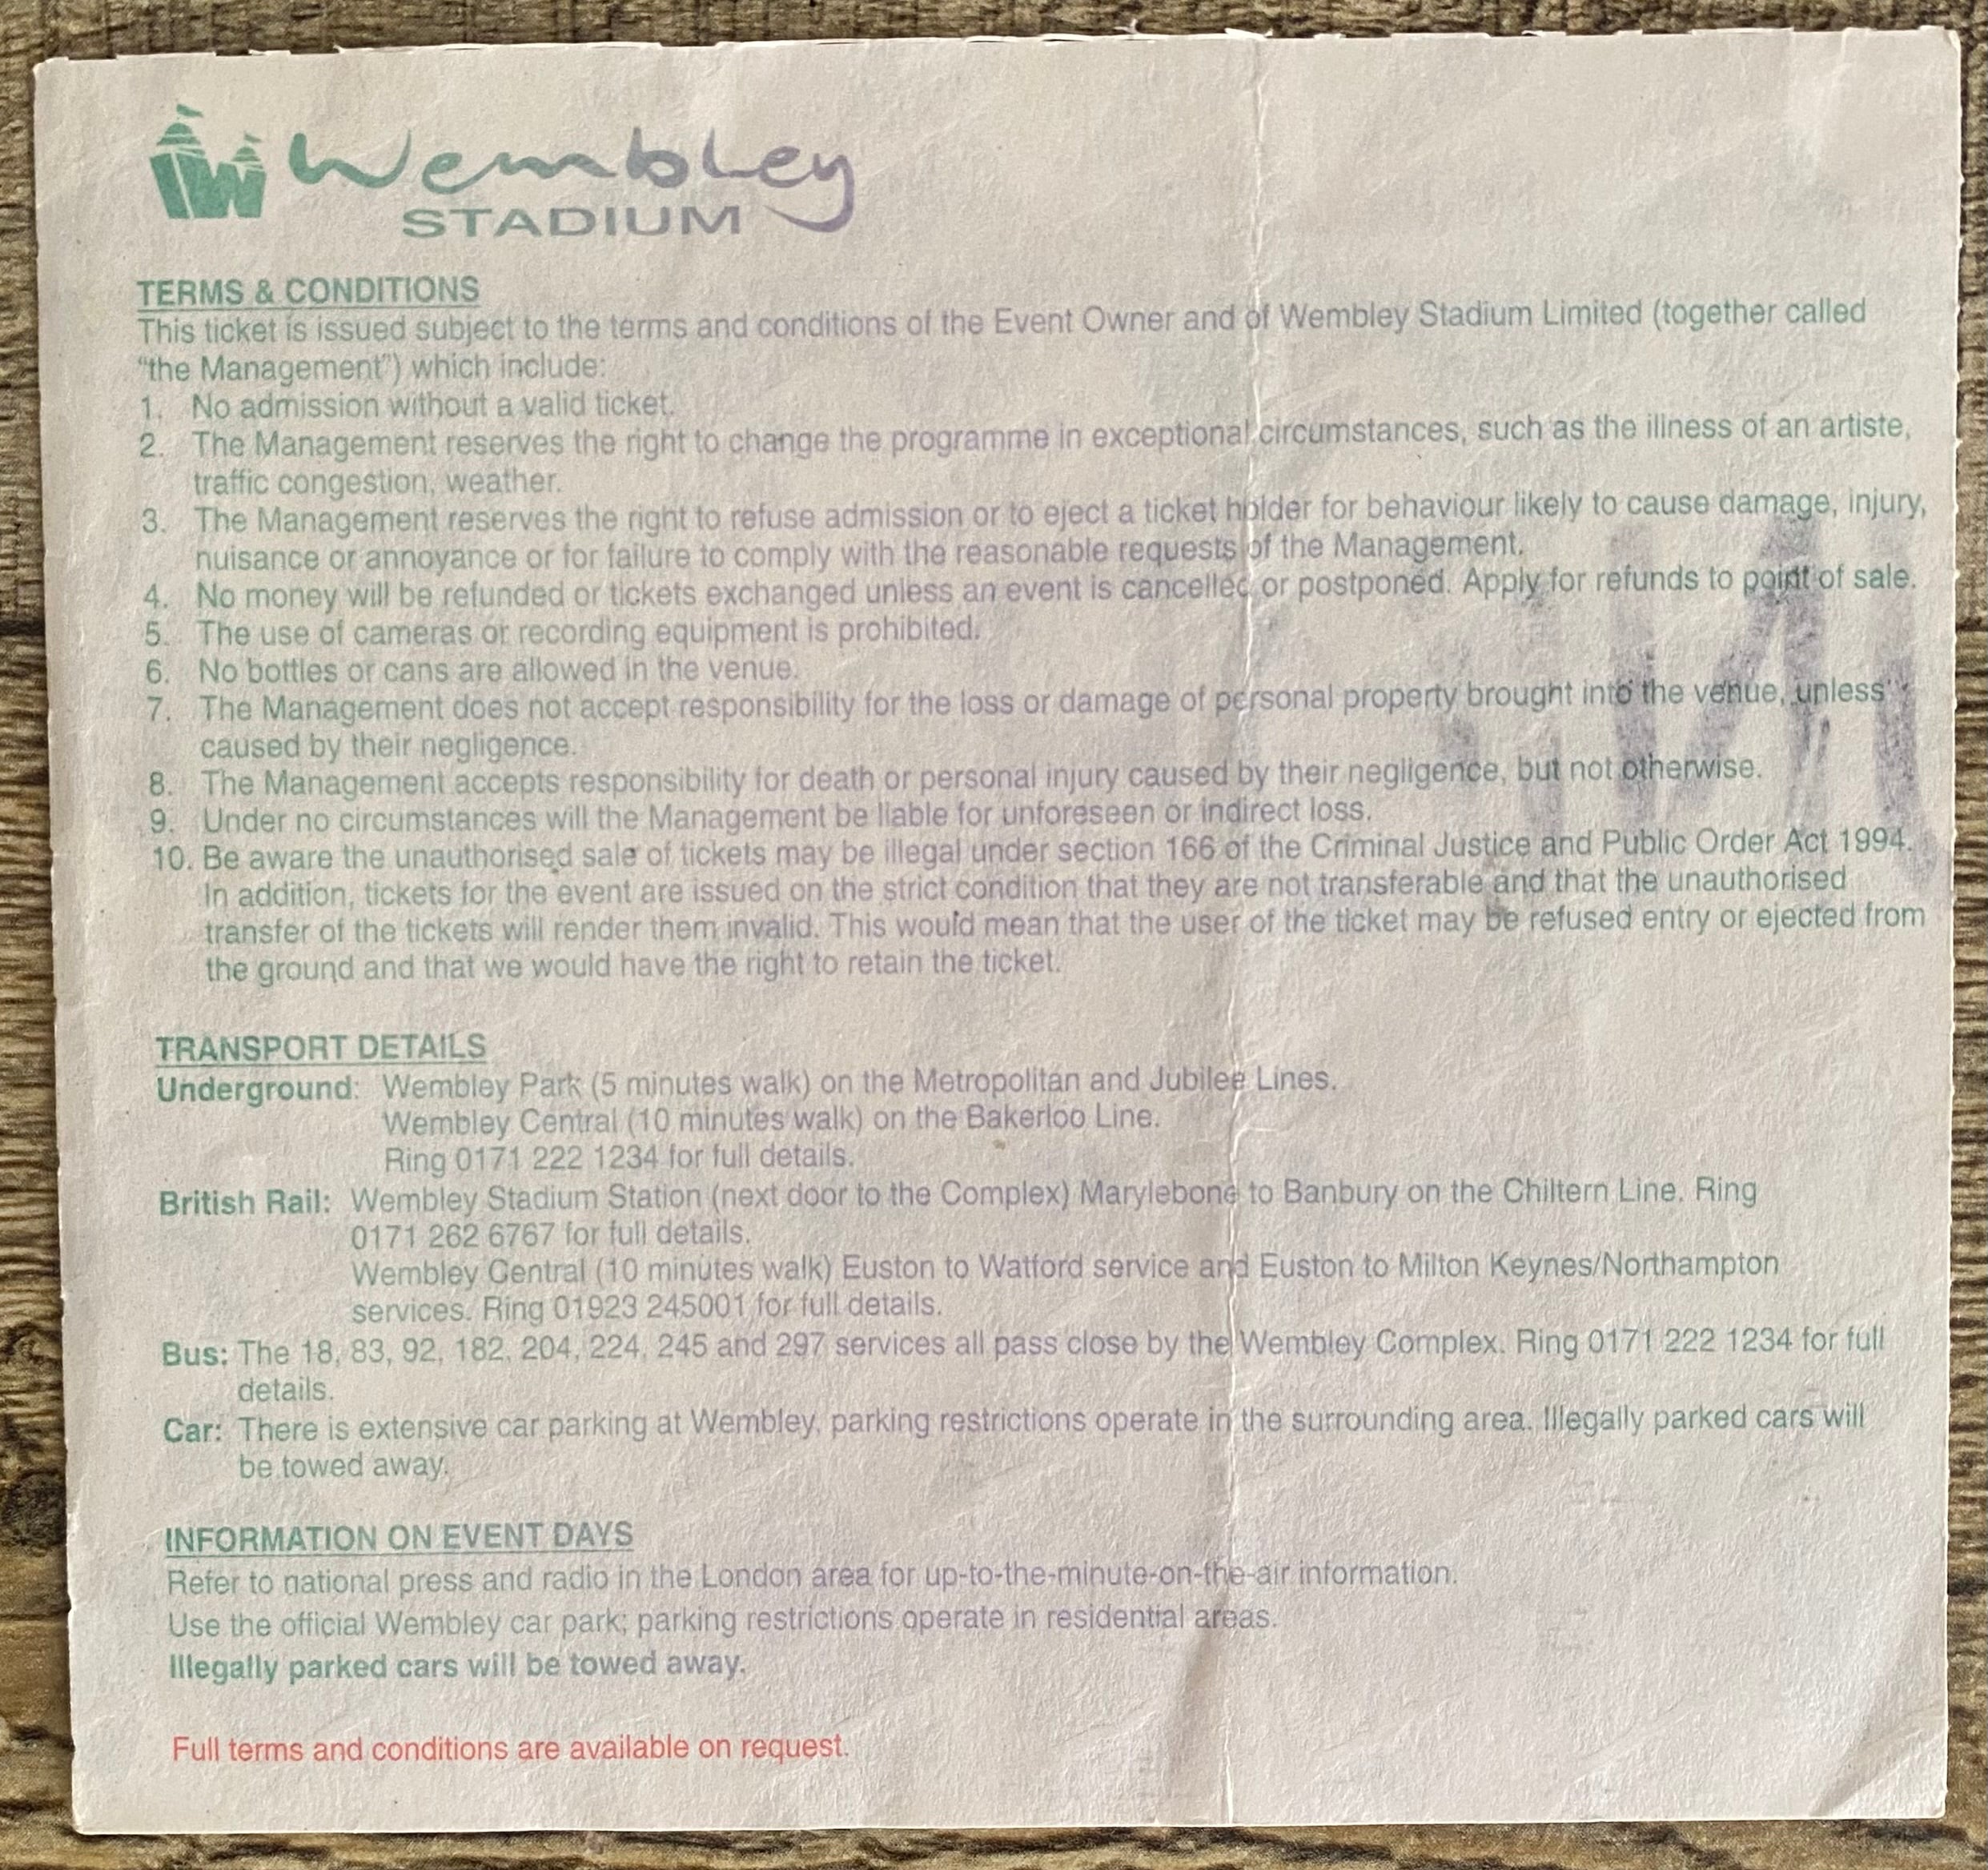 W Wembley
STADIUM
TERMS & CONDITIONS
This ticket is issued subject to the terms and conditions of the Event Owner and of Wembley Stadium Limited (together called
“the Management”) which include:
1. No admission without a valid ticket.
2. The Management reserves the right to change the programme in exceptional circumstances, such as the illness of an artiste,
traffic congestion, weather.
3. The Management reserves the right to refuse admission or to eject a ticket holder for behaviour likely to cause damage, injury,
nuisance or annoyance or for failure to comply with the reasonable requests of the Management.
4. No money will be refunded or tickets exchanged unless an event is cancelled or postponed. Apply for refunds to point of sale.
5. The use of cameras or recording equipment is prohibited.
6. No bottles or cans are allowed in the venue.
7. The Management does not accept responsibility for the loss or damage of personal property brought into the venue, unless
caused by their negligence.
8. The Management accepts responsibility for death or personal injury caused by their negligence, but not otherwise.
9. Under no circumstances will the Management be liable for unforeseen or indirect loss.
10. Be aware the unauthorised sale of tickets may be illegal under section 166 of the Criminal Justice and Public Order Act 1994.
In addition, tickets for the event are issued on the strict condition that they are not transferable and that the unauthorised
transfer of the tickets will render them invalid. This would mean that the user of the ticket may be refused entry or ejected from
the ground and that we would have the right to retain the ticket.
TRANSPORT DETAILS
Underground: Wembley Park (5 minutes walk) on the Metropolitan and Jubilee Lines.
Wembley Central (10 minutes walk) on the Bakerloo Line.
Ring 0171 222 1234 for full details.
British Rail: Wembley Stadium Station (next door to the Complex) Marylebone to Banbury on the Chiltern Line. Ring
0171 262 6767 for full details.
Wembley Central (10 minutes walk) Euston to Watford service and Euston to Milton Keynes/Northampton
services. Ring 01923 245001 for full details.
Bus: The 18, 83, 92, 182, 204, 224, 245 and 297 services all pass close by the Wembley Complex. Ring 0171 222 1234 for full
details.
Car: There is extensive car parking at Wembley, parking restrictions operate in the surrounding area. Illegally parked cars will
be towed away.
INFORMATION ON EVENT DAYS
Refer to national press and radio in the London area for up-to-the-minute-on-the-air information.
Use the official Wembley car park; parking restrictions operate in residential areas.
Illegally parked cars will be towed away.
Full terms and conditions are available on request.